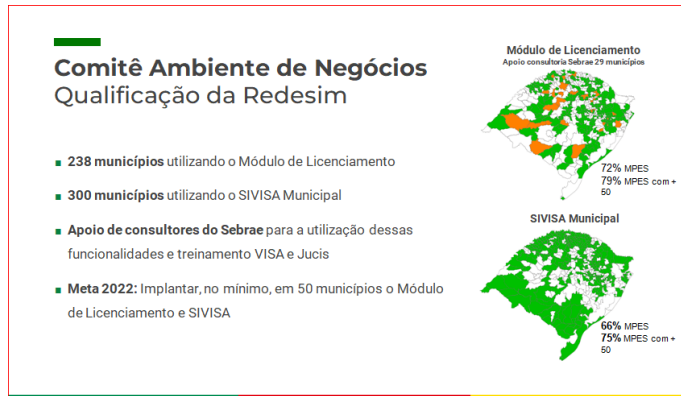 Comitê Ambiente de Negócios
Qualificação da Redesim
▪ 238 municípios utilizando o Módulo de Licenciamento
▪ 300 municípios utilizando o SIVISA Municipal
▪ Apoio de consultores do Sebrae para a utilização dessas
funcionalidades e treinamento VISA e Jucis
▪ Meta 2022: Implantar, no mínimo, em 50 municípios o Módulo
de Licenciamento e SIVISA
Módulo de Licenciamento
Apoio consultoria Sebrae 29 municípios
72% MPES
79% MPES com +
50
SIVISA Municipal
66% MPES
75% MPES com +
50